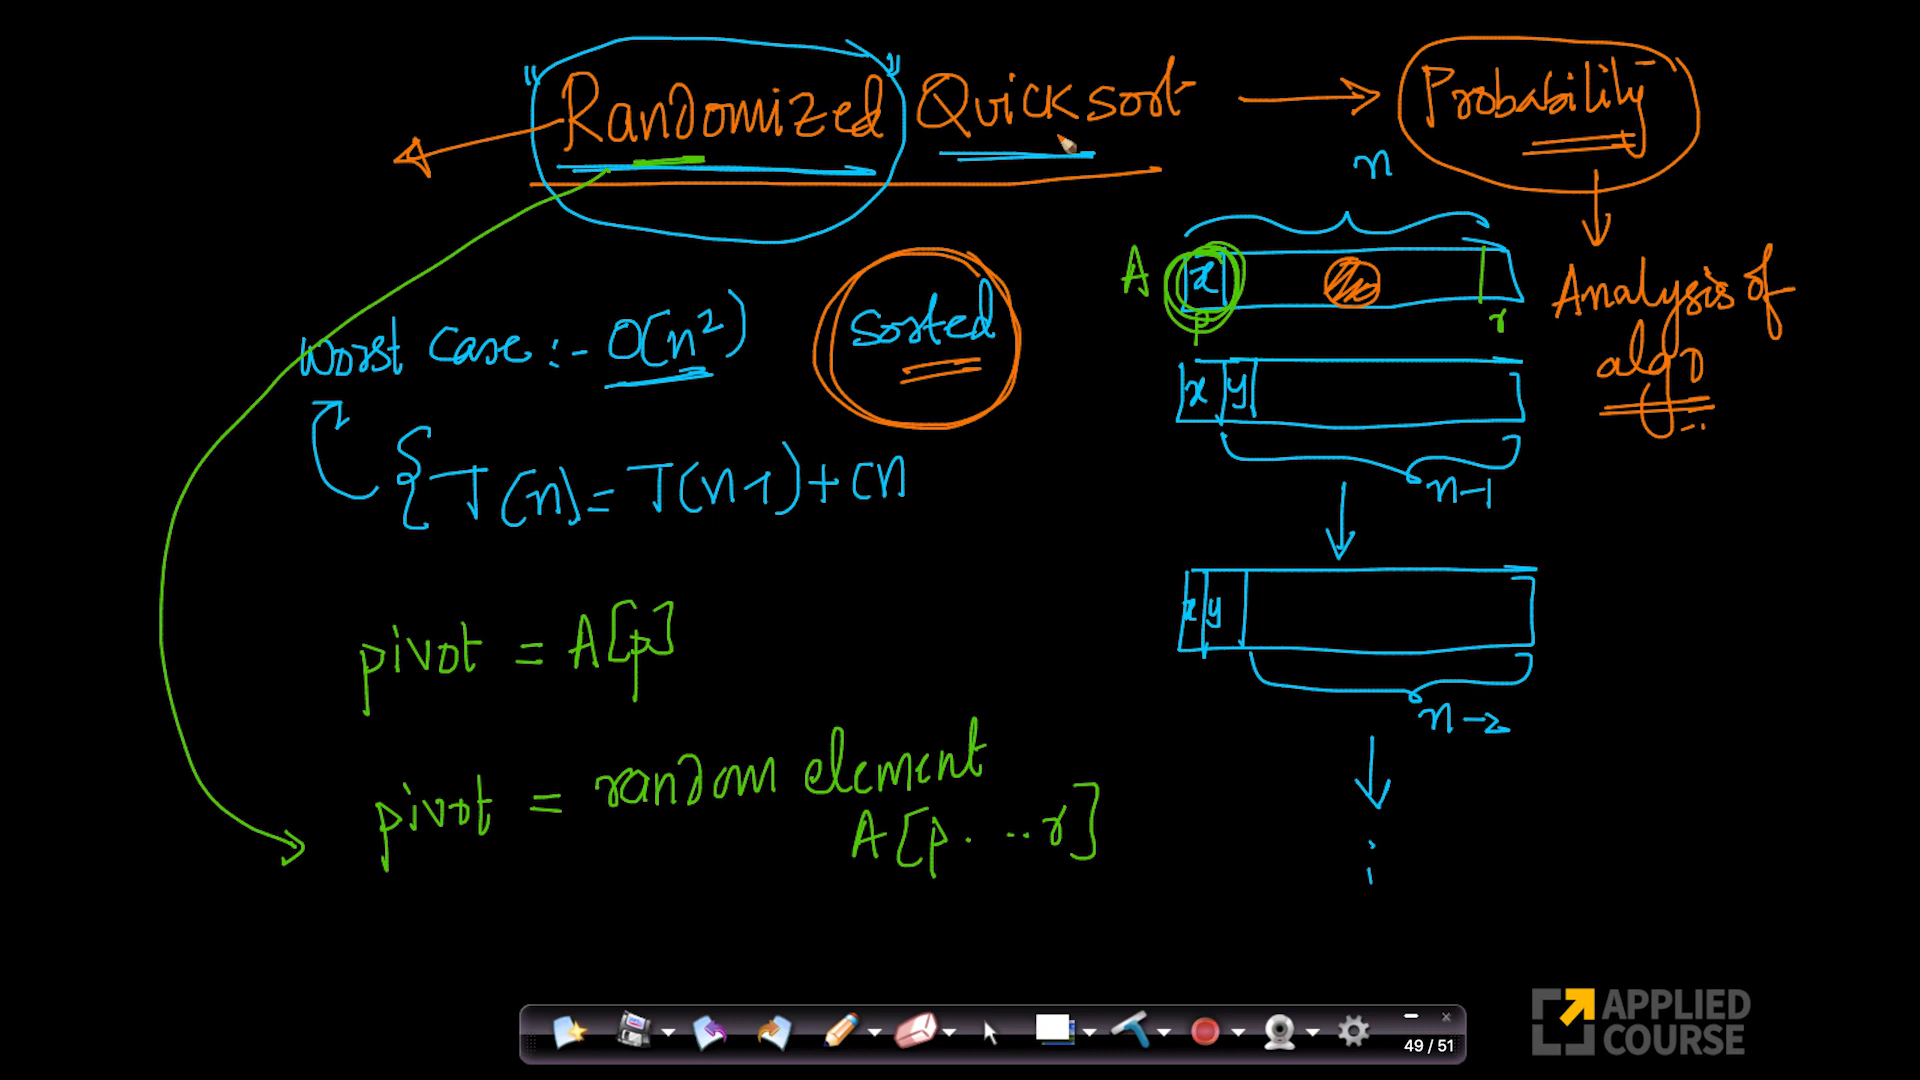 "Randomized" Quicksort → Probability
n
A x p r
Analysis of
algo
Worst case :- O(n²)
Sorted
x y
n-1
{T(n) = T(n-1) + cn
x y
n-2
pivot = A[p]
pivot = random element
A[p. ... r]
49 / 51
APPLIED
COURSE